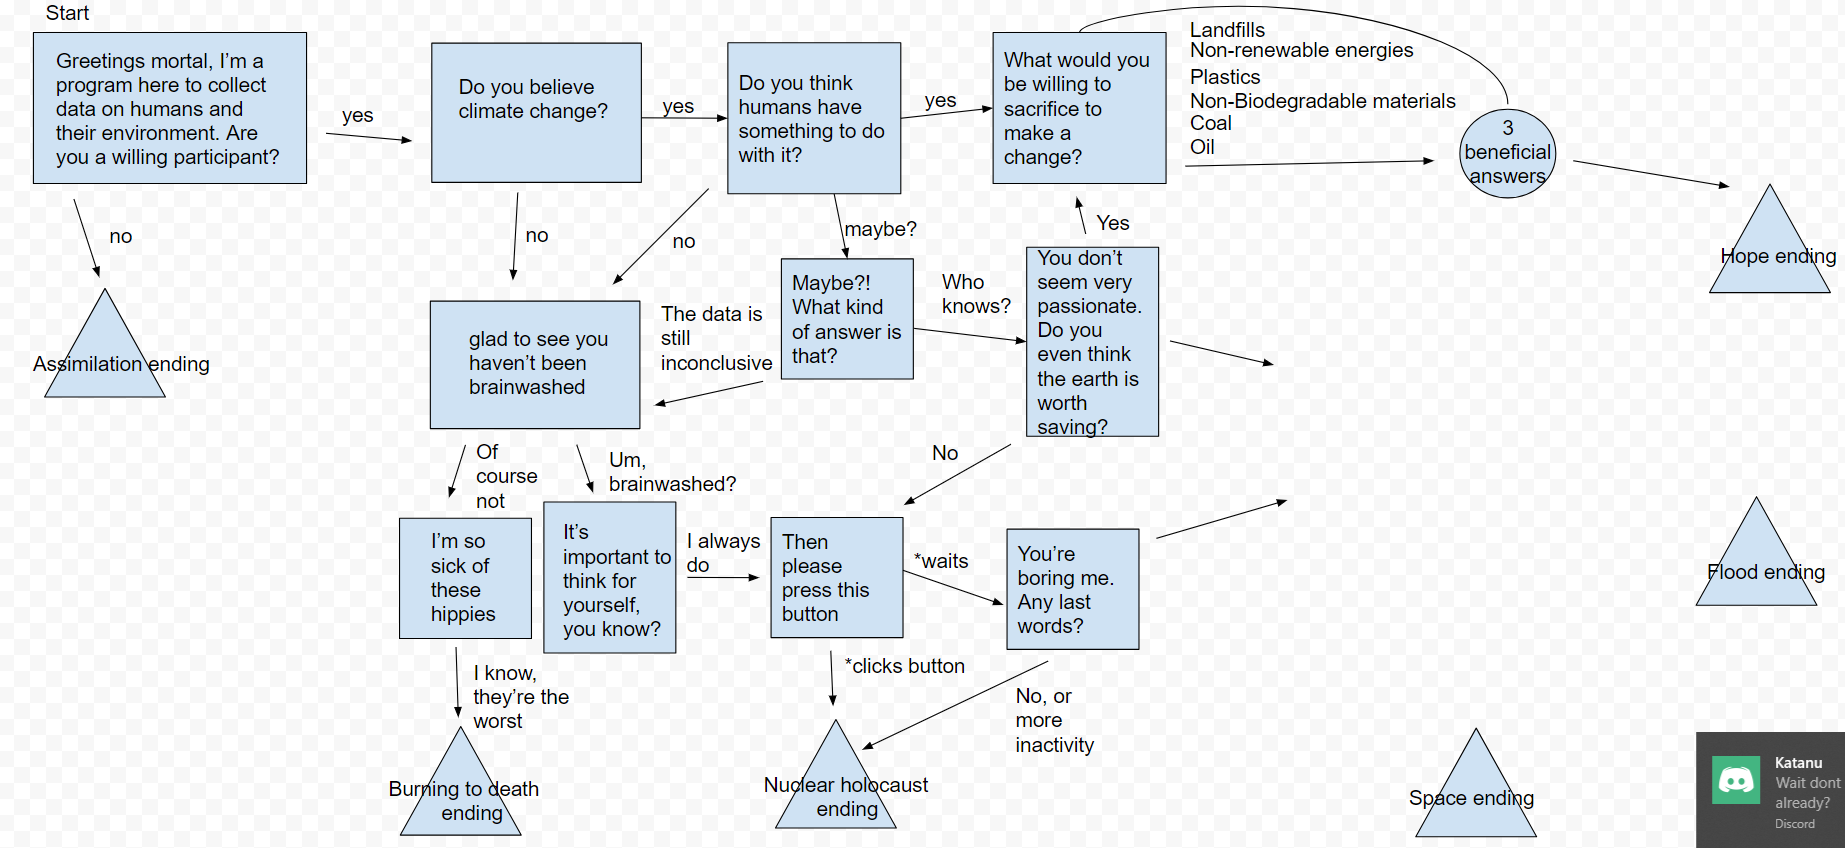 Start
Greetings mortal, I'm a
program here to collect
data on humans and
their environment. Are
you a willing participant?
yes
Do you believe
climate change?
yes
Do you think
humans have
something to do
with it?
yes
What would you
be willing to
sacrifice to
make a
change?
Landfills
Non-renewable energies
Plastics
Non-Biodegradable materials
Coal
Oil
3
beneficial
answers
no
Assimilation ending
no
no
maybe?
Yes
Hope ending
glad to see you
haven't been
brainwashed
The data is
still
inconclusive
Maybe?!
What kind
of answer is
that?
Who
knows?
You don't
seem very
passionate.
Do you
even think
the earth is
worth
saving?
Of
course
not
Um,
brainwashed?
No
I'm so
sick of
these
hippies
It's
important to
think for
yourself,
you know?
I always
do
Then
please
press this
button
*waits
You're
boring me.
Any last
words?
Flood ending
I know,
they're the
worst
*clicks button
No, or
more
inactivity
Burning to death
ending
Nuclear holocaust
ending
Space ending
Katanu
Wait dont
already?
Discord